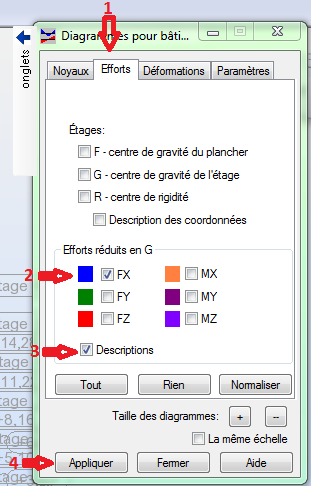 1
Diagrammes pour bâti...
onglets
Noyaux Efforts Déformations Paramètres
Étages:
F - centre de gravité du plancher
G - centre de gravité de l'étage
R - centre de rigidité
Description des coordonnées
Efforts réduits en G
2 FX MX
FY MY
FZ MZ
3 Descriptions
Tout Rien Normaliser
Taille des diagrammes: + --
La même échelle
4 Appliquer Fermer Aide